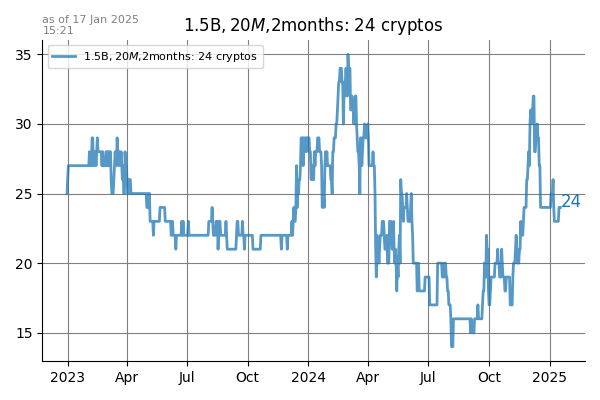 as of 17 Jan 2025
15:21
1.5B, 20M,2months: 24 cryptos
1.5B, 20M,2months: 24 cryptos
35
30
25
20
15
24
2023
Apr
Jul
Oct
2024
Apr
Jul
Oct
2025